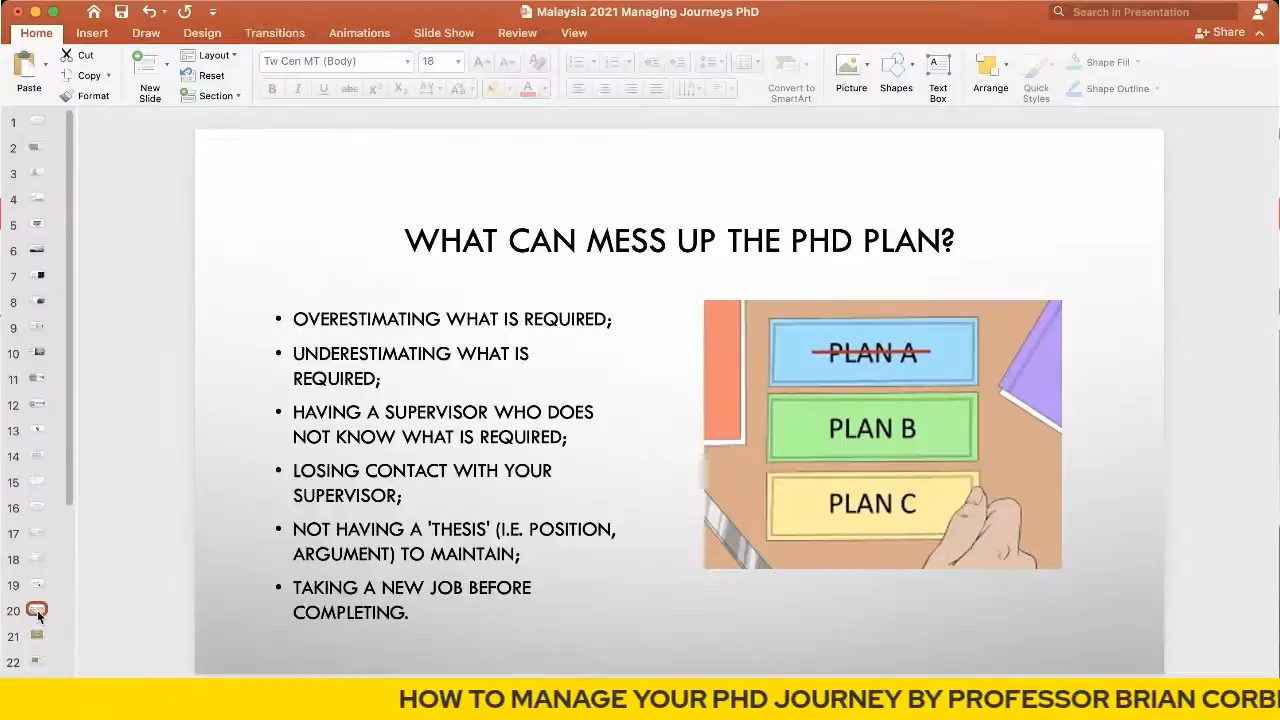 Malaysia 2021 Managing Journeys PhD
Search in Presentation
Home Insert Draw Design Transitions Animations Slide Show Review View
Share
Paste
Cut
Copy
Format
New Slide
Layout
Reset
Section
Tw Cen MT (Body)
18
Convert to SmartArt
Picture
Shapes
Text Box
Arrange
Quick Styles
Shape Fill
Shape Outline
1
2
3
4
5
6
7
8
9
10
11
12
13
14
15
16
17
18
19
20
21
22
WHAT CAN MESS UP THE PHD PLAN?
• OVERESTIMATING WHAT IS REQUIRED;
• UNDERESTIMATING WHAT IS
REQUIRED;
• HAVING A SUPERVISOR WHO DOES
NOT KNOW WHAT IS REQUIRED;
• LOSING CONTACT WITH YOUR
SUPERVISOR;
• NOT HAVING A 'THESIS' (I.E. POSITION,
ARGUMENT) TO MAINTAIN;
• TAKING A NEW JOB BEFORE
COMPLETING.
PLAN A
PLAN B
PLAN C
HOW TO MANAGE YOUR PHD JOURNEY BY PROFESSOR BRIAN CORB